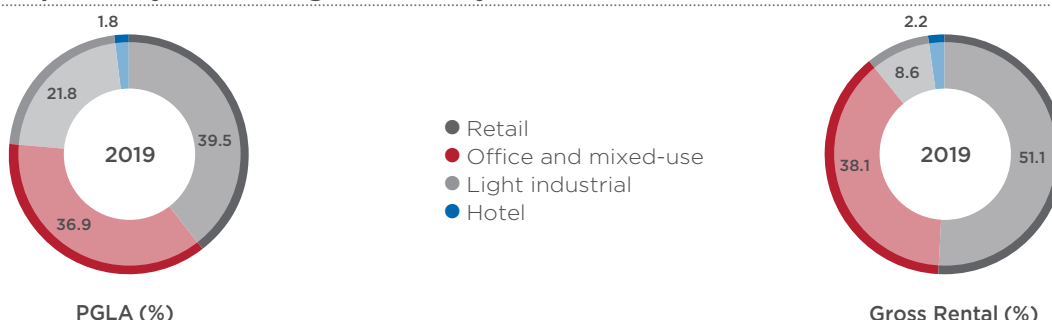 1.8
21.8
39.5
2019
36.9
PGLA (%)
Retail
Office and mixed-use
Light industrial
Hotel
2.2
8.6
2019
51.1
38.1
Gross Rental (%)